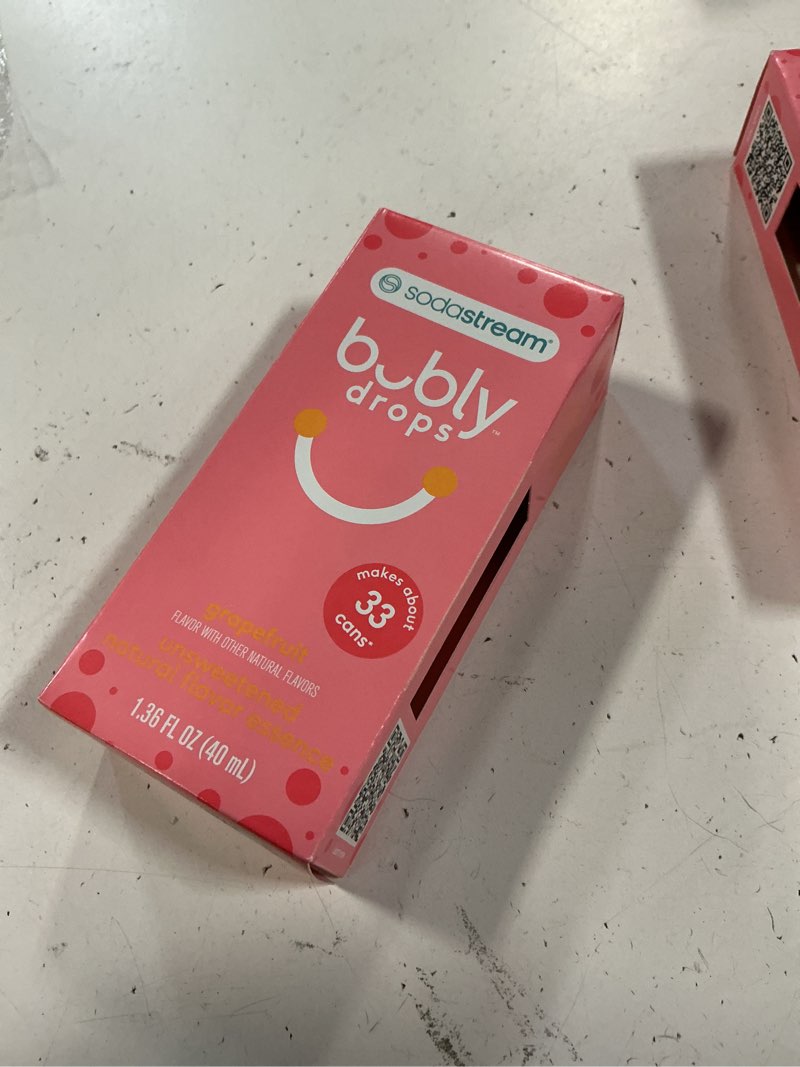 sodastream®
bubly
drops™
makes about
33
cans*
grapefruit
FLAVOR WITH OTHER NATURAL FLAVORS
unsweetened
natural flavor essence
1.36 FL OZ (40 mL)